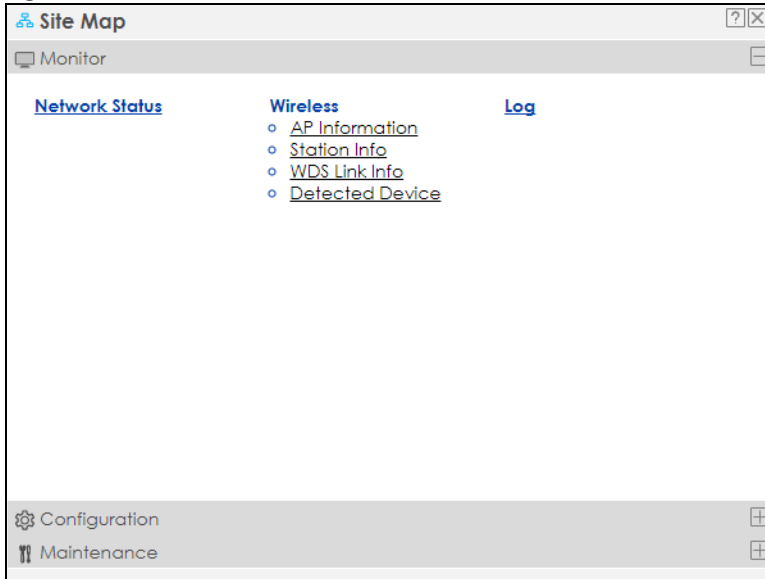 Site Map
Monitor
Network Status
Wireless
AP Information
Station Info
WDS Link Info
Detected Device
Log
Configuration
Maintenance